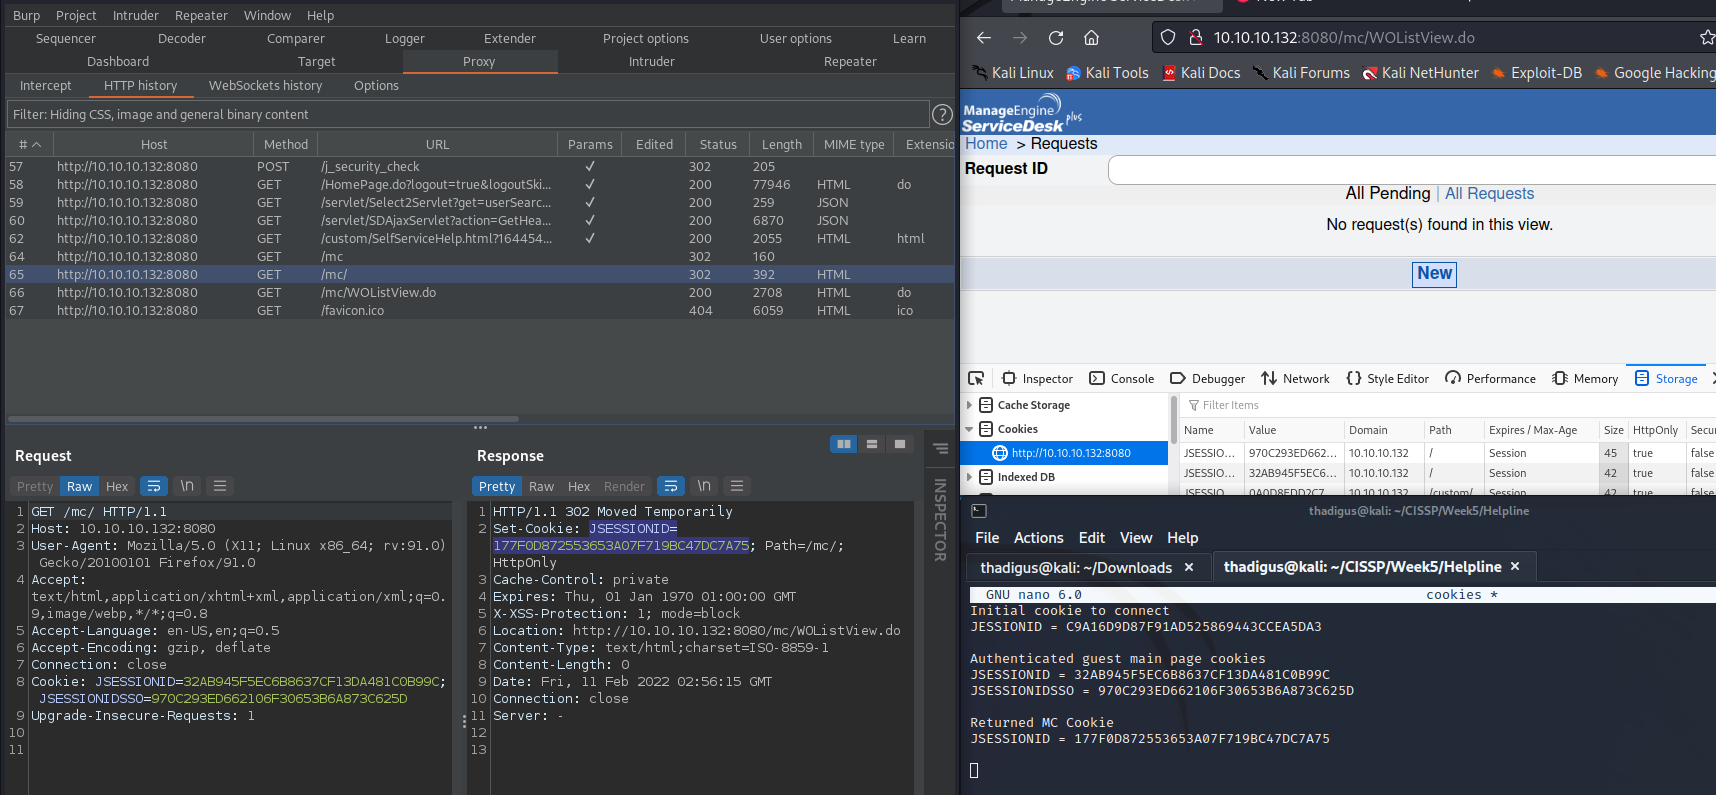 Burp Project Intruder Repeater Window Help
Sequencer Decoder Comparer Logger Extender Project options User options Learn
Dashboard Target Proxy Intruder Repeater
Intercept HTTP history WebSockets history Options
Filter: Hiding CSS, image and general binary content ?
# Host Method URL Params Edited Status Length MIME type Extensio
57 http://10.10.10.132:8080 POST /j_security_check ✓ 302 205
58 http://10.10.10.132:8080 GET /HomePage.do?logout=true&logoutSki... ✓ 200 77946 HTML do
59 http://10.10.10.132:8080 GET /servlet/Select2Servlet?get=userSearc... ✓ 200 259 JSON
60 http://10.10.10.132:8080 GET /servlet/SDAjaxServlet?action=GetHea... ✓ 200 6870 JSON
62 http://10.10.10.132:8080 GET /custom/SelfServiceHelp.html?164454... ✓ 200 2055 HTML html
64 http://10.10.10.132:8080 GET /mc 302 160
65 http://10.10.10.132:8080 GET /mc/ 302 392 HTML
66 http://10.10.10.132:8080 GET /mc/WOListView.do 200 2708 HTML do
67 http://10.10.10.132:8080 GET /favicon.ico 404 6059 HTML ico
Request
Pretty Raw Hex \n
1 GET /mc/ HTTP/1.1
2 Host: 10.10.10.132:8080
3 User-Agent: Mozilla/5.0 (X11; Linux x86_64; rv:91.0)
Gecko/20100101 Firefox/91.0
4 Accept:
text/html,application/xhtml+xml,application/xml;q=0.
9,image/webp,*/*;q=0.8
5 Accept-Language: en-US,en;q=0.5
6 Accept-Encoding: gzip, deflate
7 Connection: close
8 Cookie: JSESSIONID=32AB945F5EC6B8637CF13DA481C0B99C;
JSESSIONIDSSO=970C293ED662106F30653B6A873C625D
9 Upgrade-Insecure-Requests: 1
10
11
Response
Pretty Raw Hex Render \n
1 HTTP/1.1 302 Moved Temporarily
2 Set-Cookie: JSESSIONID=
177F0D872553653A07F719BC47DC7A75; Path=/mc/;
HttpOnly
3 Cache-Control: private
4 Expires: Thu, 01 Jan 1970 01:00:00 GMT
5 X-XSS-Protection: 1; mode=block
6 Location: http://10.10.10.132:8080/mc/WOListView.do
7 Content-Type: text/html;charset=ISO-8859-1
8 Content-Length: 0
9 Date: Fri, 11 Feb 2022 02:56:15 GMT
10 Connection: close
11 Server: -
12
13
INSPECTOR
10.10.10.132:8080/mc/WOListView.do
Kali Linux Kali Tools Kali Docs Kali Forums Kali NetHunter Exploit-DB Google Hacking
ManageEngine
ServiceDesk plus
Home > Requests
Request ID
All Pending | All Requests
No request(s) found in this view.
New
Inspector Console Debugger Network Style Editor Performance Memory Storage
Cache Storage
Cookies
http://10.10.10.132:8080
Indexed DB
Filter Items
Name Value Domain Path Expires / Max-Age Size HttpOnly Secu
JSESSIO... 970C293ED662... 10.10.10.132 / Session 45 true false
JSESSIO... 32AB945F5EC6... 10.10.10.132 / Session 42 true false
JSESSIO... 0A0D8EDD2C7... 10.10.10.132 /custom/ Session 42 true false
thadigus@kali: ~/CISSP/Week5/Helpline
File Actions Edit View Help
thadigus@kali: ~/Downloads × thadigus@kali: ~/CISSP/Week5/Helpline ×
GNU nano 6.0 cookies *
Initial cookie to connect
JESSIONID = C9A16D9D87F91AD525869443CCEA5DA3
Authenticated guest main page cookies
JSESSIONID = 32AB945F5EC6B8637CF13DA481C0B99C
JSESSIONIDSSO = 970C293ED662106F30653B6A873C625D
Returned MC Cookie
JSESSIONID = 177F0D872553653A07F719BC47DC7A75